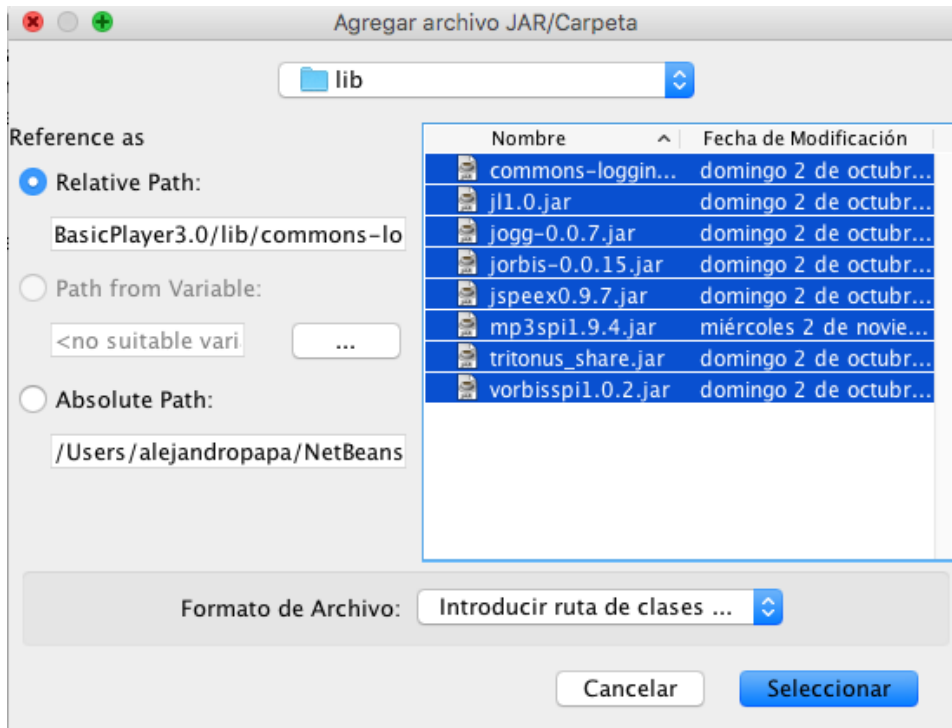 Agregar archivo JAR/Carpeta
lib
Reference as
Relative Path:
BasicPlayer3.0/lib/commons-lo
Path from Variable:
<no suitable vari
...
Absolute Path:
/Users/alejandropapa/NetBeans
Nombre Fecha de Modificación
commons-loggin... domingo 2 de octubr...
jl1.0.jar domingo 2 de octubr...
jogg-0.0.7.jar domingo 2 de octubr...
jorbis-0.0.15.jar domingo 2 de octubr...
jspeex0.9.7.jar domingo 2 de octubr...
mp3spi1.9.4.jar miércoles 2 de novie...
tritonus_share.jar domingo 2 de octubr...
vorbisspi1.0.2.jar domingo 2 de octubr...
Formato de Archivo: Introducir ruta de clases ...
Cancelar Seleccionar